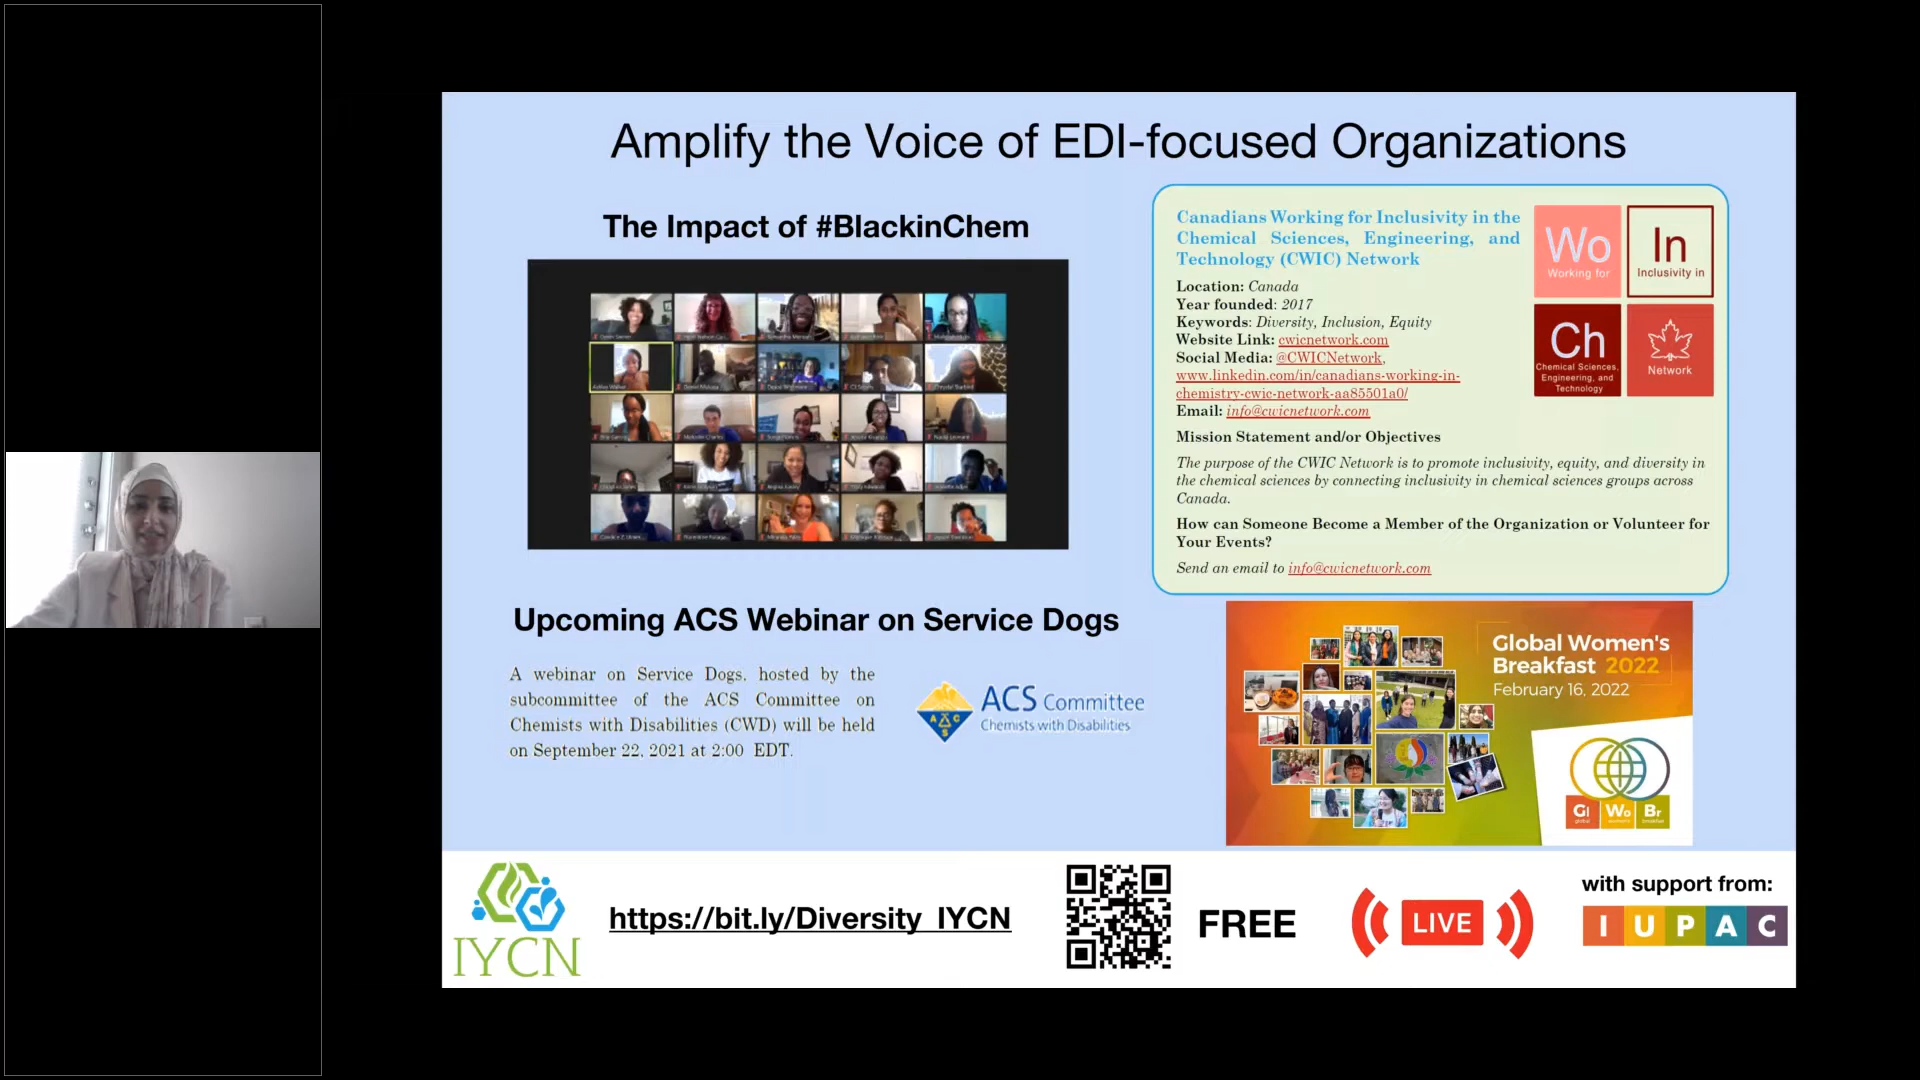 Amplify the Voice of EDI-focused Organizations
The Impact of #BlackinChem
Canadians Working for Inclusivity in the
Chemical Sciences, Engineering, and
Technology (CWIC) Network
Location: Canada
Year founded: 2017
Keywords: Diversity, Inclusion, Equity
Website Link: cwicnetwork.com
Social Media: @CWICNetwork,
www.linkedin.com/in/canadians-working-in-
chemistry-cwic-network-aa85501a0/
Email: info@cwicnetwork.com
Mission Statement and/or Objectives
The purpose of the CWIC Network is to promote inclusivity, equity, and diversity in
the chemical sciences by connecting inclusivity in chemical sciences groups across
Canada.
How can Someone Become a Member of the Organization or Volunteer for
Your Events?
Send an email to info@cwicnetwork.com
Wo
Working for
In
Inclusivity in
Ch
Chemical Sciences,
Engineering, and
Technology
Network
Upcoming ACS Webinar on Service Dogs
A webinar on Service Dogs, hosted by the
subcommittee of the ACS Committee on
Chemists with Disabilities (CWD) will be held
on September 22, 2021 at 2:00 EDT.
ACS
ACS Committee
Chemists with Disabilities
Global Women's
Breakfast 2022
February 16, 2022
Gl Wo Br
global women's breakfast
IYCN
https://bit.ly/Diversity_IYCN
FREE
LIVE
with support from:
IUPAC